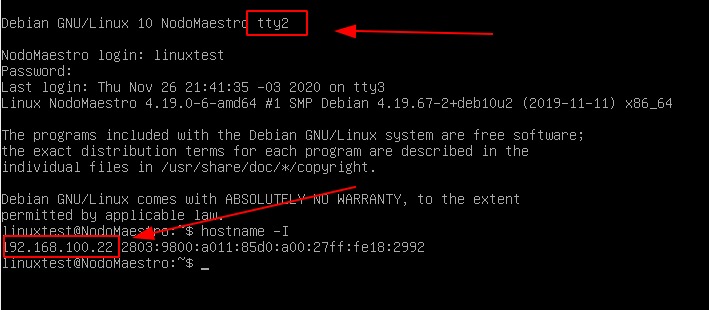 Debian GNU/Linux 10 NodoMaestro tty2
NodoMaestro login: linuxtest
Password:
Last login: Thu Nov 26 21:41:35 -03 2020 on tty3
Linux NodoMaestro 4.19.0-6-amd64 #1 SMP Debian 4.19.67-2+deb10u2 (2019-11-11) x86_64
The programs included with the Debian GNU/Linux system are free software;
the exact distribution terms for each program are described in the
individual files in /usr/share/doc/*/copyright.
Debian GNU/Linux comes with ABSOLUTELY NO WARRANTY, to the extent
permitted by applicable law.
linuxtest@NodoMaestro:~$ hostname -I
192.168.100.22 2803:9800:a011:85d0:a00:27ff:fe18:2992
linuxtest@NodoMaestro:~$ _